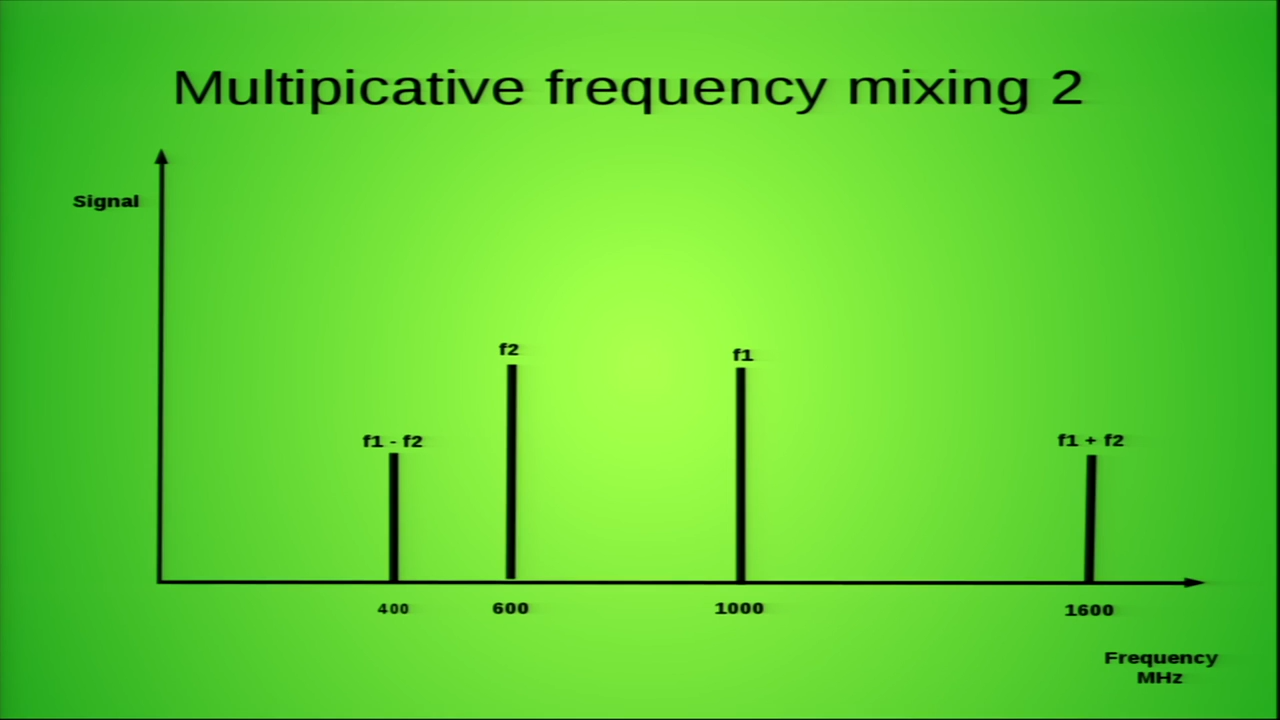 Multipicative frequency mixing 2
Signal
f2
f1
f1 - f2
f1 + f2
400
600
1000
1600
Frequency
MHz